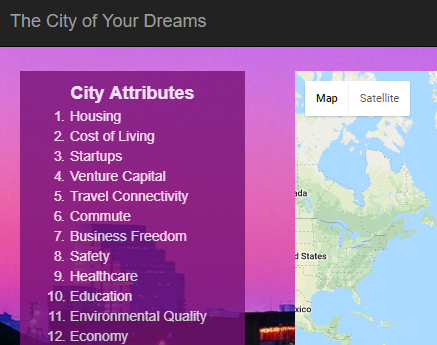 The City of Your Dreams
City Attributes
1. Housing
2. Cost of Living
3. Startups
4. Venture Capital
5. Travel Connectivity
6. Commute
7. Business Freedom
8. Safety
9. Healthcare
10. Education
11. Environmental Quality
12. Economy
Map Satellite
ada
d States
xico